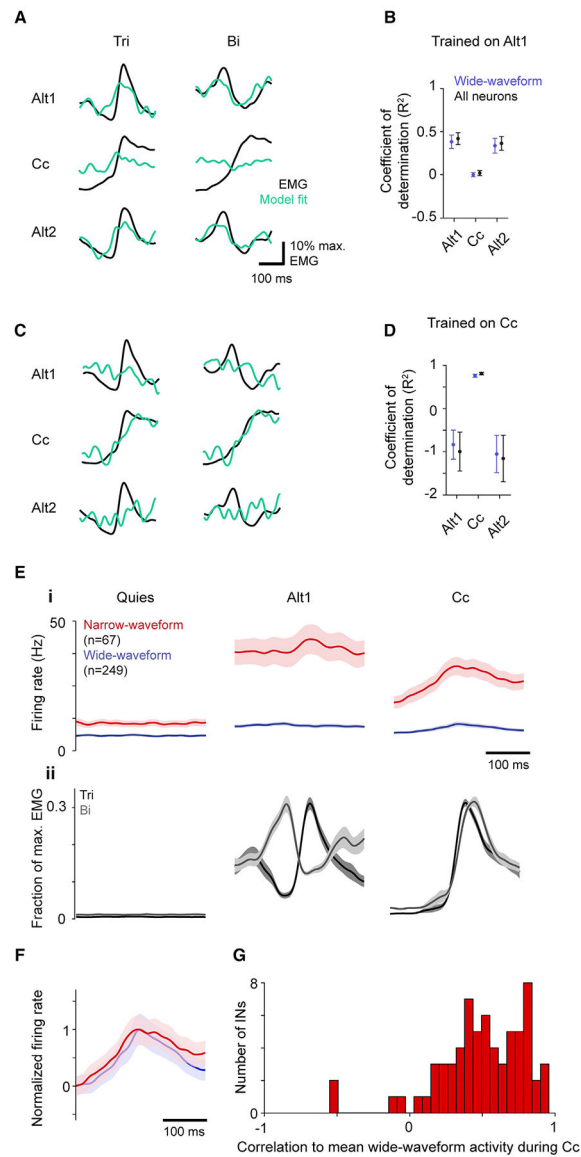 A
Tri
Bi
Alt1
Cc
EMG
Model fit
Alt2
10% max.
EMG
100 ms
B
Trained on Alt1
Wide-waveform
All neurons
Coefficient of
determination (R²)
1
0.5
0
-0.5
Alt1
Cc
Alt2
C
Alt1
Cc
Alt2
D
Trained on Cc
Coefficient of
determination (R²)
1
0
-1
-2
Alt1
Cc
Alt2
E
i
Quies
Alt1
Cc
Firing rate (Hz)
50
0
Narrow-waveform
(n=67)
Wide-waveform
(n=249)
100 ms
ii
Tri
Bi
Fraction of max. EMG
0.3
0
F
Normalized firing rate
1
0
100 ms
G
Number of INs
8
4
0
-1
0
1
Correlation to mean wide-waveform activity during Cc